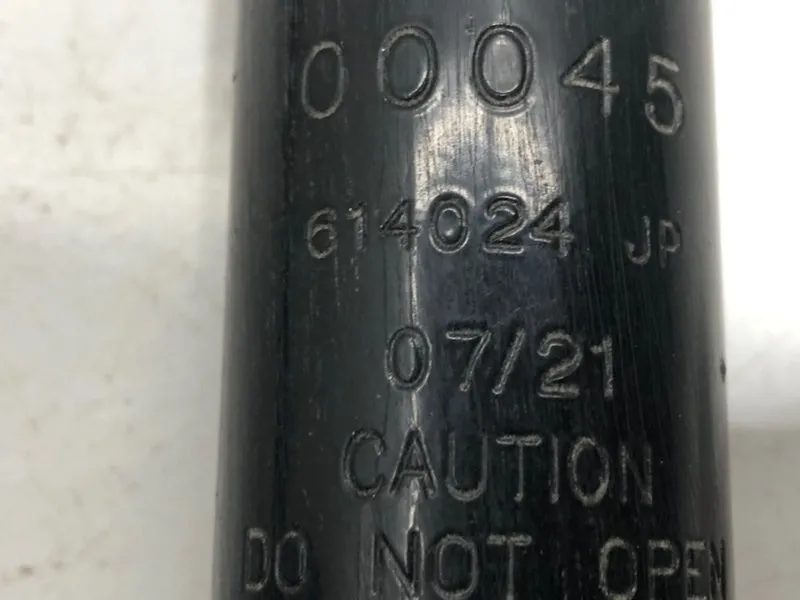 00045
614024 JP
07/21
CAUTION
DO NOT OPEN